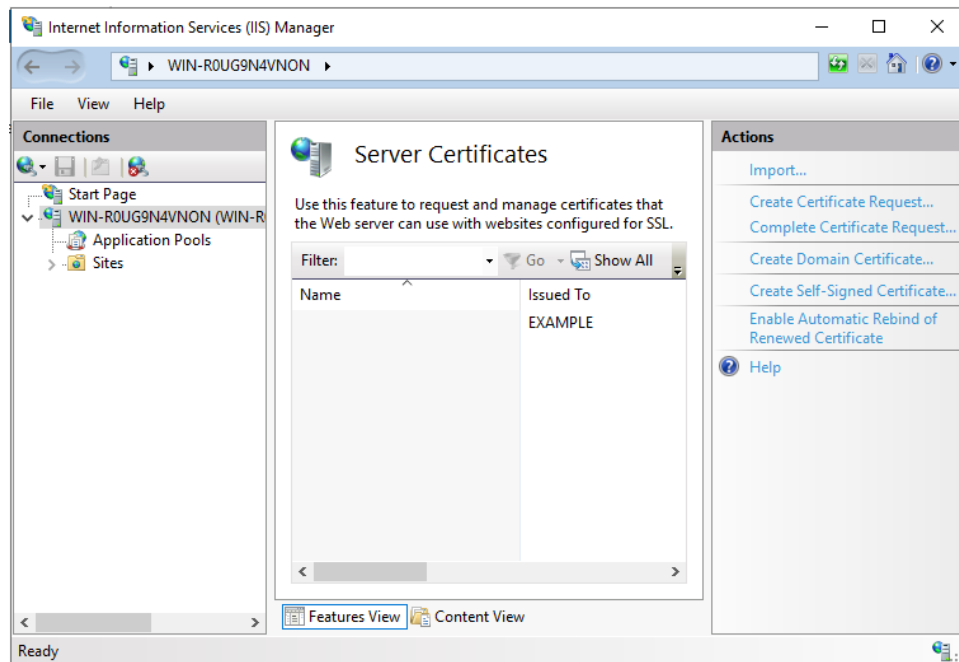 Internet Information Services (IIS) Manager
WIN-R0UG9N4VNON
File View Help
Connections
Start Page
WIN-R0UG9N4VNON (WIN-R
Application Pools
Sites
Server Certificates
Use this feature to request and manage certificates that
the Web server can use with websites configured for SSL.
Filter: Go Show All
Name Issued To
EXAMPLE
Features View Content View
Actions
Import...
Create Certificate Request...
Complete Certificate Request...
Create Domain Certificate...
Create Self-Signed Certificate...
Enable Automatic Rebind of
Renewed Certificate
Help
Ready